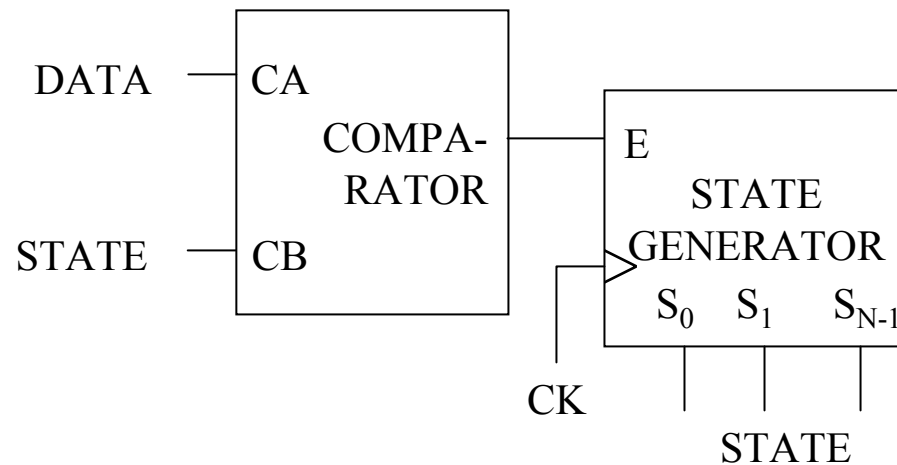 DATA
CA
COMPA-
RATOR
STATE
CB
E
STATE
GENERATOR
S0 S1 SN-1
CK
STATE